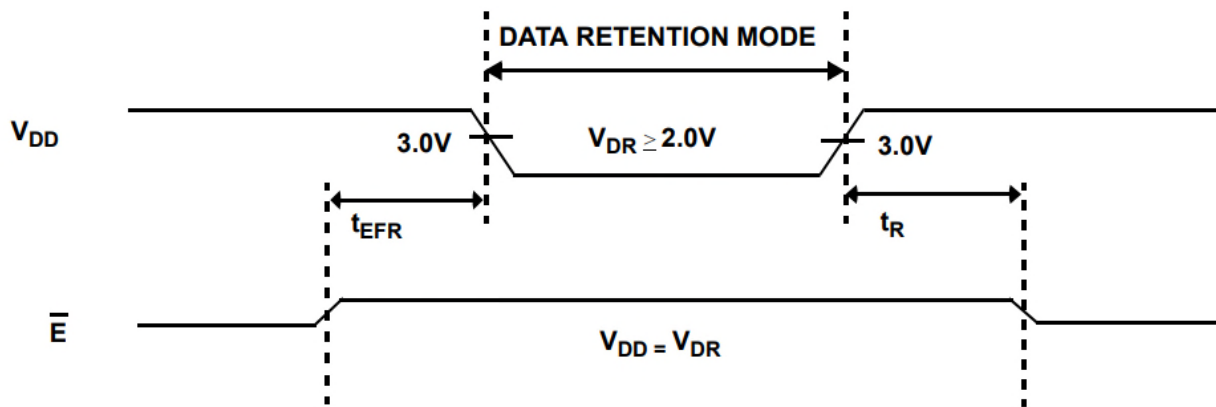 DATA RETENTION MODE
VDD
3.0V
VDR ≥ 2.0V
3.0V
tEFR
tR
E̅
VDD = VDR